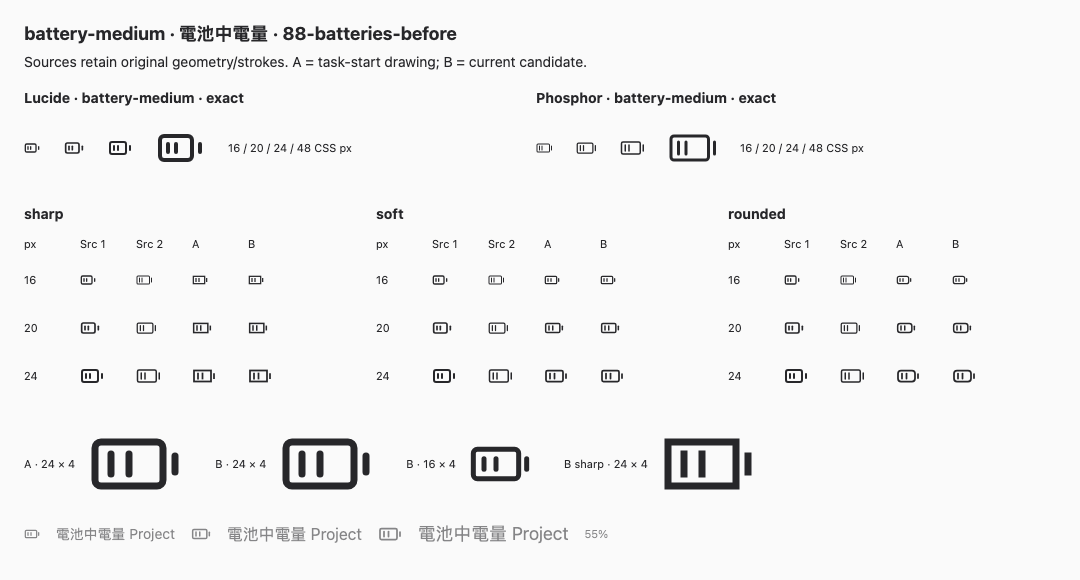 battery-medium · 電池中電量 · 88-batteries-before
Sources retain original geometry/strokes. A = task-start drawing; B = current candidate.
Lucide · battery-medium · exact
Phosphor · battery-medium · exact
16 / 20 / 24 / 48 CSS px
16 / 20 / 24 / 48 CSS px
sharp
soft
rounded
px Src 1 Src 2 A B
px Src 1 Src 2 A B
px Src 1 Src 2 A B
16
16
16
20
20
20
24
24
24
A · 24 × 4
B · 24 × 4
B · 16 × 4
B sharp · 24 × 4
電池中電量 Project
電池中電量 Project
電池中電量 Project
55%